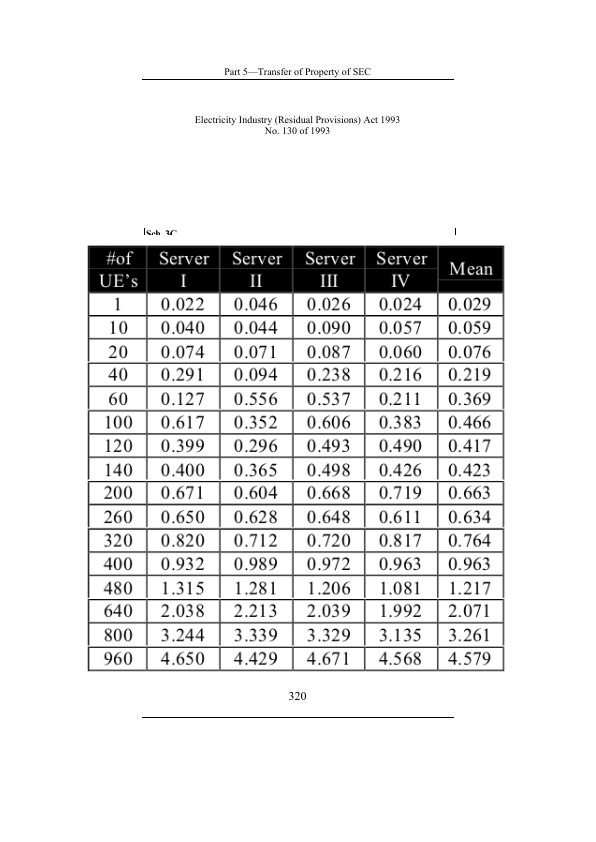 Part 5—Transfer of Property of SEC
Electricity Industry (Residual Provisions) Act 1993
No. 130 of 1993
Sch. 3C
#of UE's Server I Server II Server III Server IV Mean
1 0.022 0.046 0.026 0.024 0.029
10 0.040 0.044 0.090 0.057 0.059
20 0.074 0.071 0.087 0.060 0.076
40 0.291 0.094 0.238 0.216 0.219
60 0.127 0.556 0.537 0.211 0.369
100 0.617 0.352 0.606 0.383 0.466
120 0.399 0.296 0.493 0.490 0.417
140 0.400 0.365 0.498 0.426 0.423
200 0.671 0.604 0.668 0.719 0.663
260 0.650 0.628 0.648 0.611 0.634
320 0.820 0.712 0.720 0.817 0.764
400 0.932 0.989 0.972 0.963 0.963
480 1.315 1.281 1.206 1.081 1.217
640 2.038 2.213 2.039 1.992 2.071
800 3.244 3.339 3.329 3.135 3.261
960 4.650 4.429 4.671 4.568 4.579
320